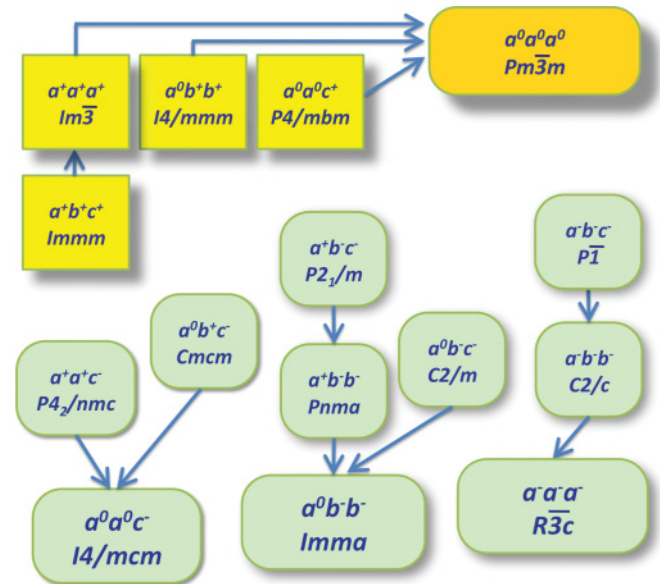 a⁰a⁰a⁰
Pm3̅m
a⁺a⁺a⁺
Im3̅
a⁰b⁺b⁺
I4/mmm
a⁰a⁰c⁺
P4/mbm
a⁺b⁺c⁺
Immm
a⁺b⁻c⁻
P2₁/m
a⁻b⁻c⁻
P1̅
a⁰b⁺c⁻
Cmcm
a⁺a⁺c⁻
P4₂/nmc
a⁺b⁻b⁻
Pnma
a⁰b⁻c⁻
C2/m
a⁻b⁻b⁻
C2/c
a⁰a⁰c⁻
I4/mcm
a⁰b⁻b⁻
Imma
a⁻a⁻a⁻
R3̅c